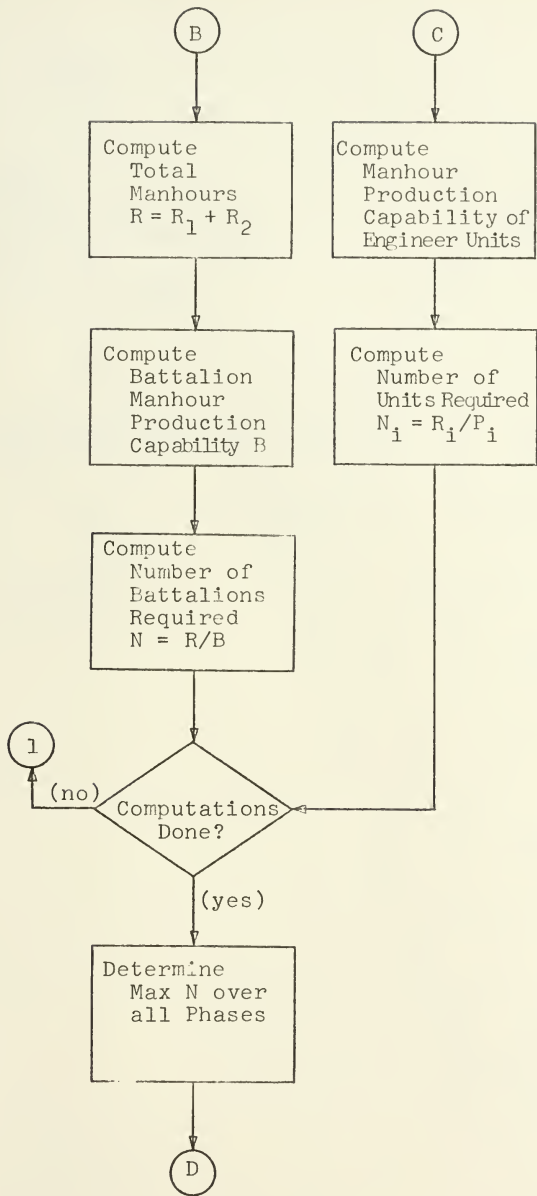 B
Compute
Total
Manhours
R = R₁ + R₂
Compute
Battalion
Manhour
Production
Capability B
Compute
Number of
Battalions
Required
N = R/B
C
Compute
Manhour
Production
Capability of
Engineer Units
Compute
Number of
Units Required
Nᵢ = Rᵢ/Pᵢ
1
(no)
Computations
Done?
(yes)
Determine
Max N over
all Phases
D